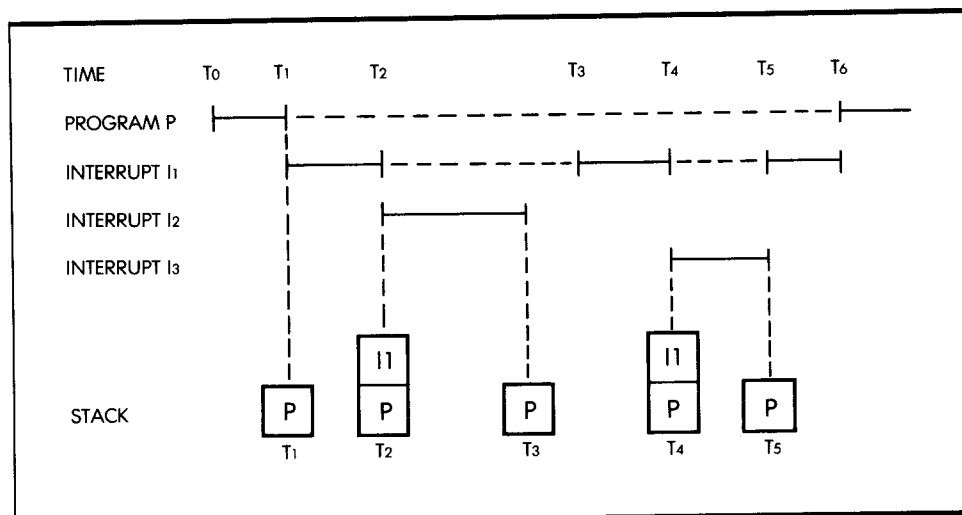 TIME T0 T1 T2 T3 T4 T5 T6
PROGRAM P
INTERRUPT I1
INTERRUPT I2
INTERRUPT I3
I1 I1
STACK P P P P P
T1 T2 T3 T4 T5